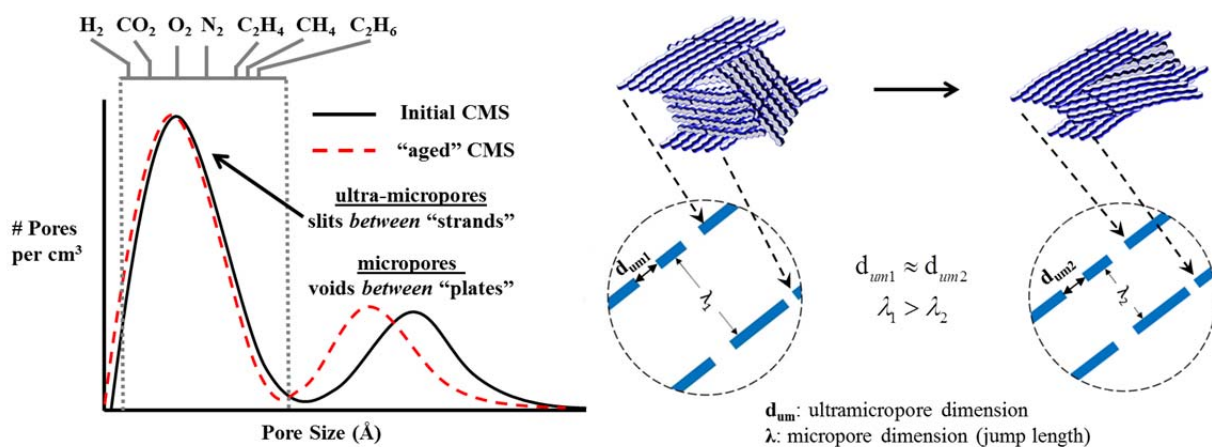 H2 CO2 O2 N2 C2H4 CH4 C2H6
Initial CMS
“aged” CMS
ultra-micropores
slits between “strands”
micropores
voids between “plates”
# Pores
per cm3
Pore Size (Å)
dum1
λ1
dum1 ≈ dum2
λ1 > λ2
dum2
λ2
dum: ultramicropore dimension
λ: micropore dimension (jump length)